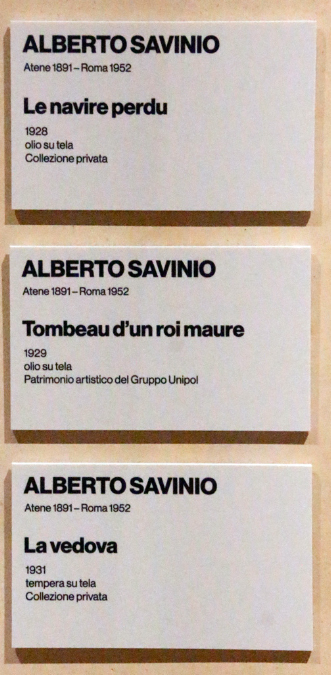 ALBERTO SAVINIO
Atene 1891 – Roma 1952
Le navire perdu
1928
olio su tela
Collezione privata
ALBERTO SAVINIO
Atene 1891 – Roma 1952
Tombeau d'un roi maure
1929
olio su tela
Patrimonio artistico del Gruppo Unipol
ALBERTO SAVINIO
Atene 1891 – Roma 1952
La vedova
1931
tempera su tela
Collezione privata